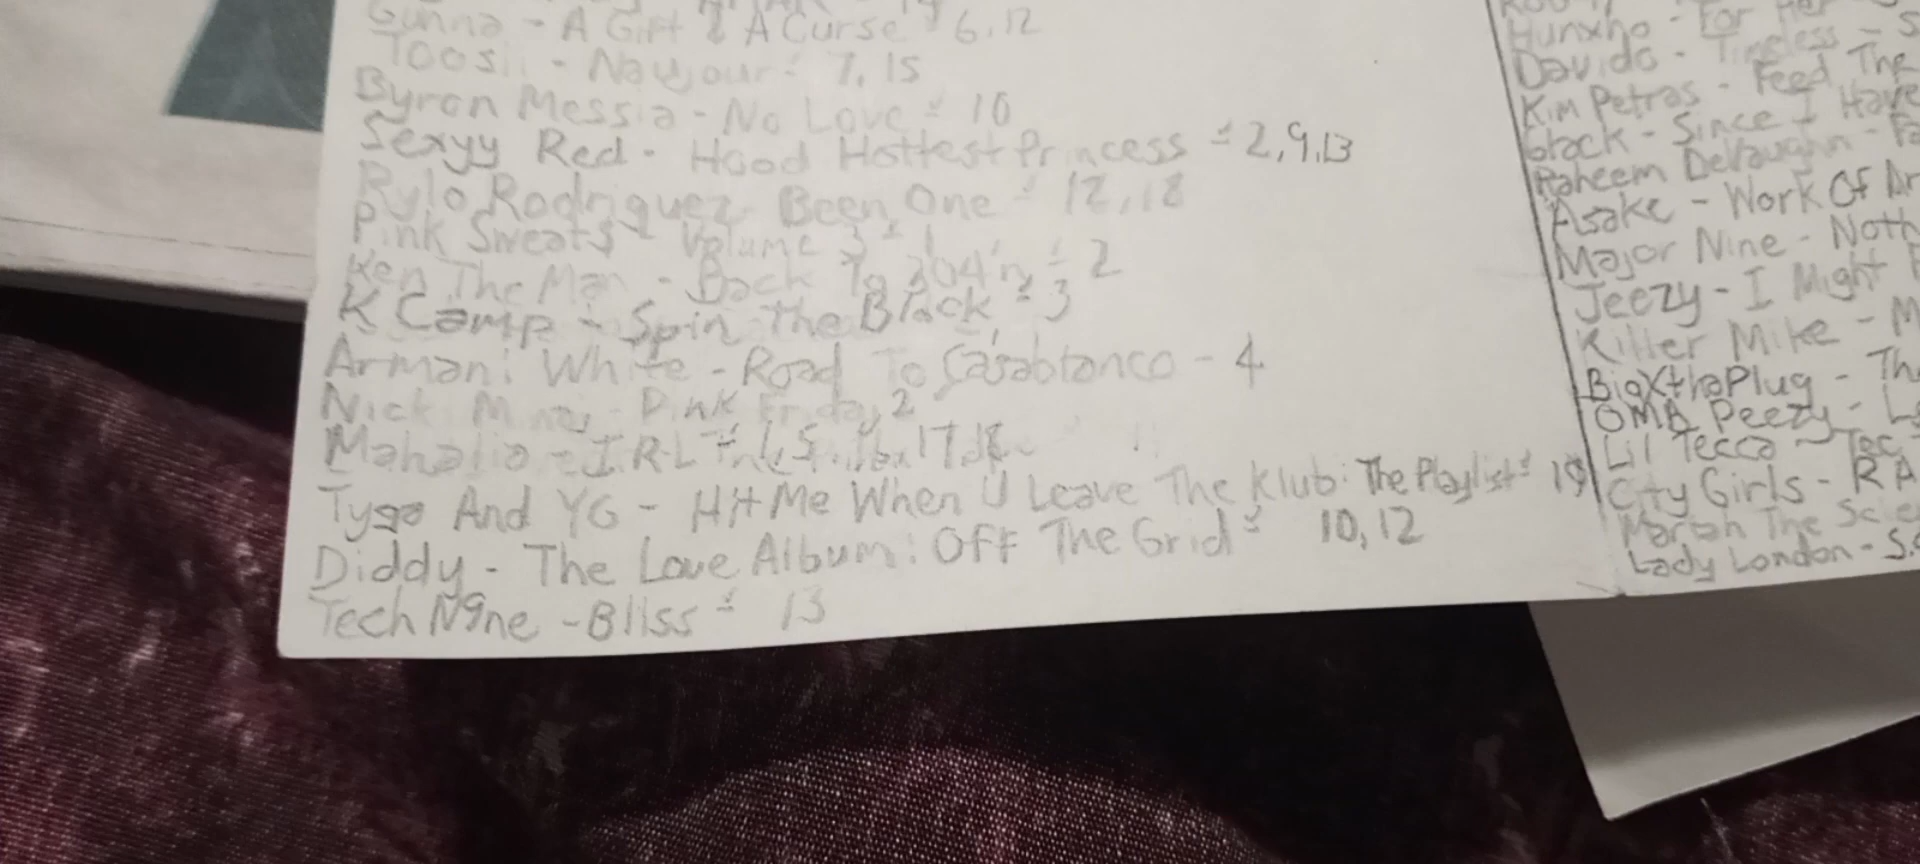 Gunna - A Gift & A Curse = 6,12
Toosii - Naujour = 7,15
Byron Messia - No Love = 10
Sexyy Red - Hood Hottest Princess = 2,9,13
Rylo Rodriguez - Been One = 12,18
Pink Sweats - Volume 3 = 1
Ken The Man - Back To 304'n = 2
K Camp - Spin the Black = 3
Armani White - Road To Casablanco - 4
Nicki Minaj - Pink Friday 2
Mahalia - I.R.L =
Tyga And YG - Hit Me When U Leave The Klub: The Playlist = 19
Diddy - The Love Album: Off The Grid = 10,12
Tech N9ne - Bliss = 13
Hunxho - For Her
Davido - Timeless - S
Kim Petras - Feed The
Glock - Since I Have
Raheem DeVaughn -
Asake - Work Of Ar
Major Nine - Noth
Jeezy - I Might
Killer Mike - M
BigXthaPlug - Th
OMB Peezy - L
Lil Tecca - Tec
City Girls - RA
Mariah The Scie
Lady London - S.